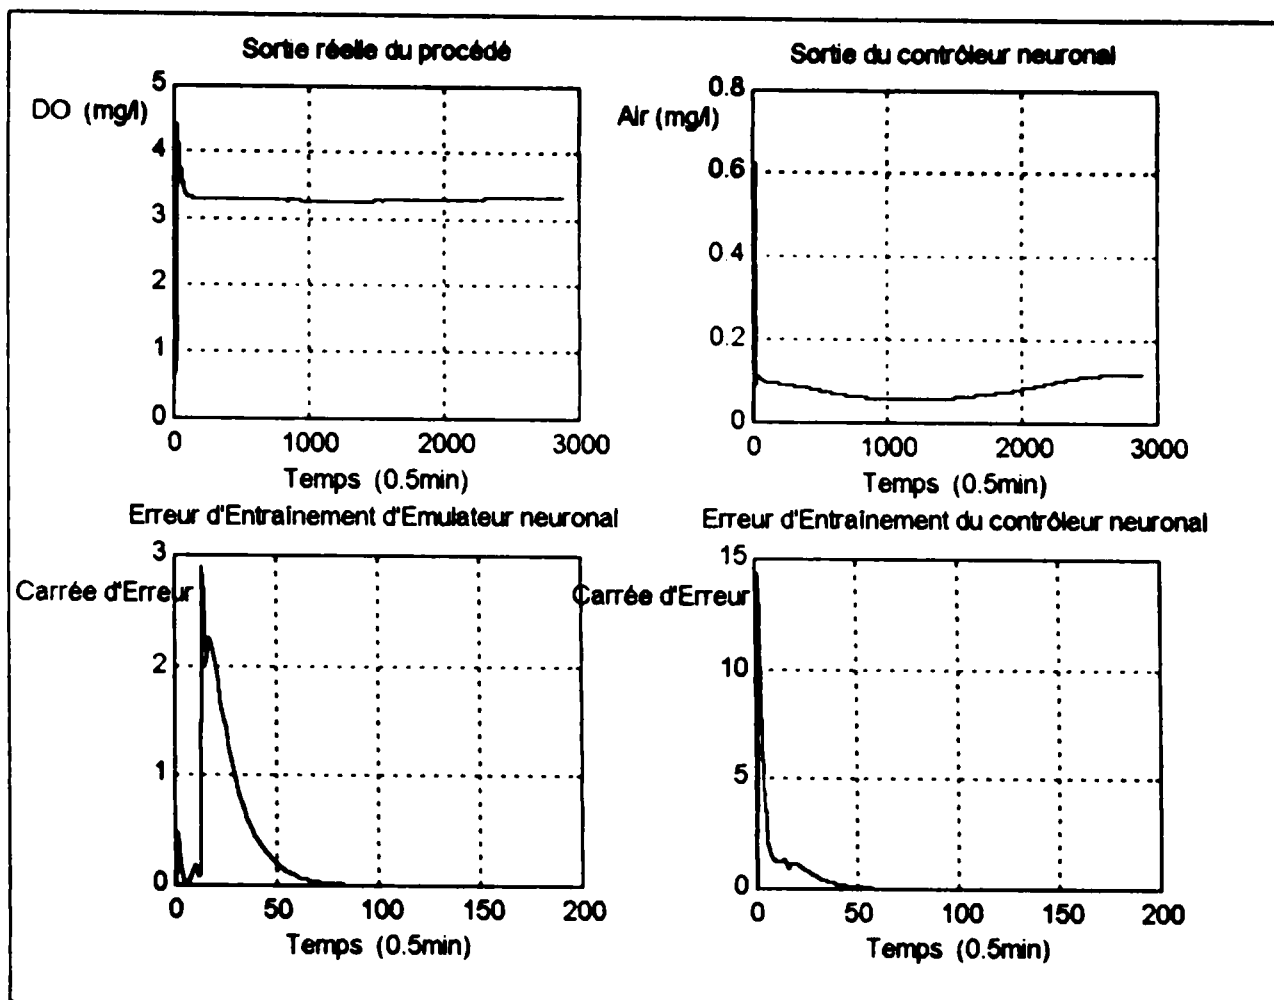 Sortie réelle du procédé
DO (mg/l)
5
4
3
2
1
0
0 1000 2000 3000
Temps (0.5min)
Sortie du contrôleur neuronal
Air (mg/l)
0.8
0.6
0.4
0.2
0
0 1000 2000 3000
Temps (0.5min)
Erreur d'Entraînement d'Emulateur neuronal
Carrée d'Erreur
3
2
1
0
0 50 100 150 200
Temps (0.5min)
Erreur d'Entraînement du contrôleur neuronal
Carrée d'Erreur
15
10
5
0
0 50 100 150 200
Temps (0.5min)